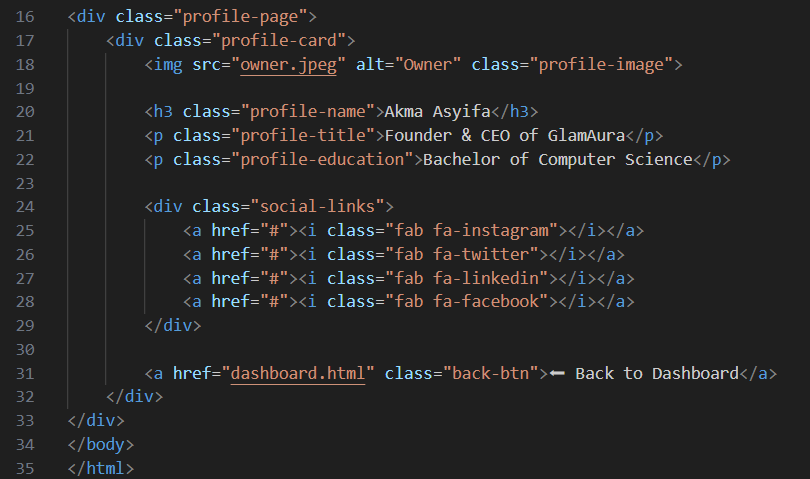 16 <div class="profile-page">
17     <div class="profile-card">
18         <img src="owner.jpeg" alt="Owner" class="profile-image">
19
20         <h3 class="profile-name">Akma Asyifa</h3>
21         <p class="profile-title">Founder & CEO of GlamAura</p>
22         <p class="profile-education">Bachelor of Computer Science</p>
23
24         <div class="social-links">
25             <a href="#"><i class="fab fa-instagram"></i></a>
26             <a href="#"><i class="fab fa-twitter"></i></a>
27             <a href="#"><i class="fab fa-linkedin"></i></a>
28             <a href="#"><i class="fab fa-facebook"></i></a>
29         </div>
30
31         <a href="dashboard.html" class="back-btn">⬅ Back to Dashboard</a>
32     </div>
33 </div>
34 </body>
35 </html>